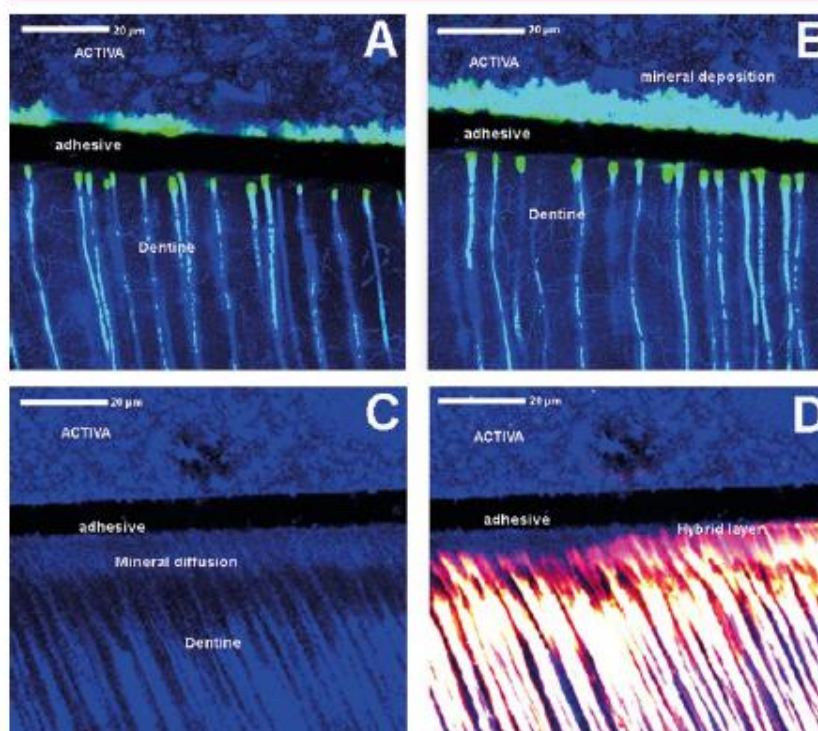 20 µm
A
ACTIVA
adhesive
Dentine
20 µm
B
ACTIVA
mineral deposition
adhesive
Dentine
20 µm
C
ACTIVA
adhesive
Mineral diffusion
Dentine
20 µm
D
ACTIVA
adhesive
Hybrid layer